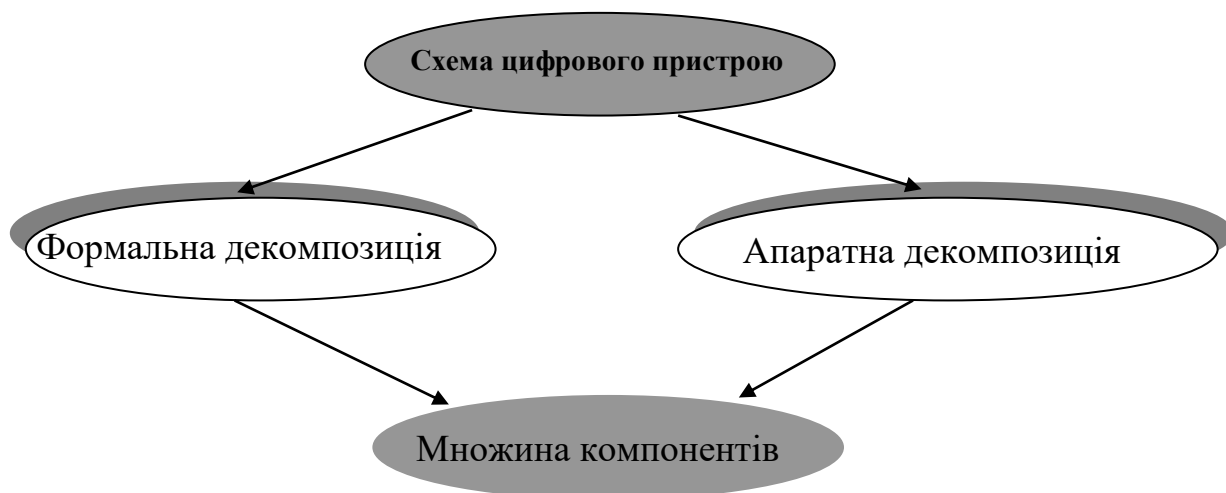 Схема цифрового пристрою
Формальна декомпозиція
Апаратна декомпозиція
Множина компонентів